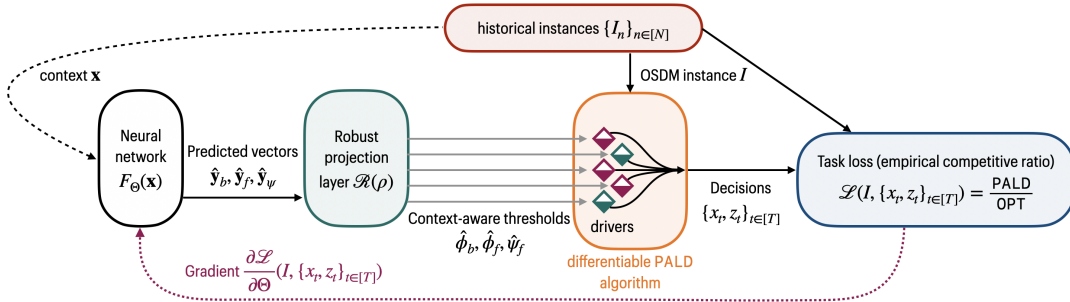 historical instances {I_n}_{n∈[N]}
context 𝐱
OSDM instance I
Neural
network
F_Θ(𝐱)
Predicted vectors
ŷ_b, ŷ_f, ŷ_ψ
Robust
projection
layer ℛ(ρ)
Context-aware thresholds
ϕ̂_b, ϕ̂_f, ψ̂_f
drivers
differentiable PALD
algorithm
Decisions
{x_t, z_t}_{t∈[T]}
Task loss (empirical competitive ratio)
ℒ(I, {x_t, z_t}_{t∈[T]}) = PALD/OPT
Gradient ∂ℒ/∂Θ (I, {x_t, z_t}_{t∈[T]})